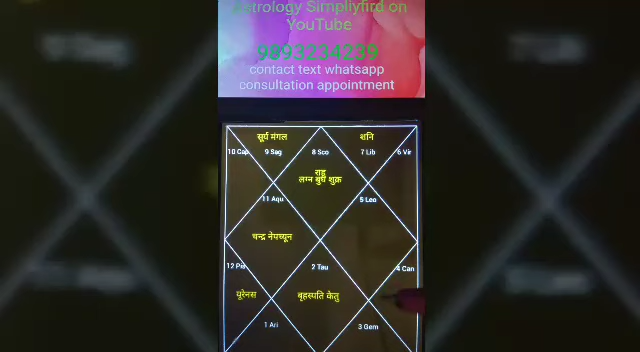 Astrology Simpliyfird on
YouTube
9893234239
contact text whatsapp
consultation appointment
सूर्य मंगल
शनि
10 Cap
9 Sag
8 Sco
7 Lib
6 Vir
राहु
लग्न बुध शुक्र
11 Aqu
5 Leo
चन्द्र नेपच्यून
12 Pis
2 Tau
4 Can
यूरेनस
बृहस्पति केतु
1 Ari
3 Gem